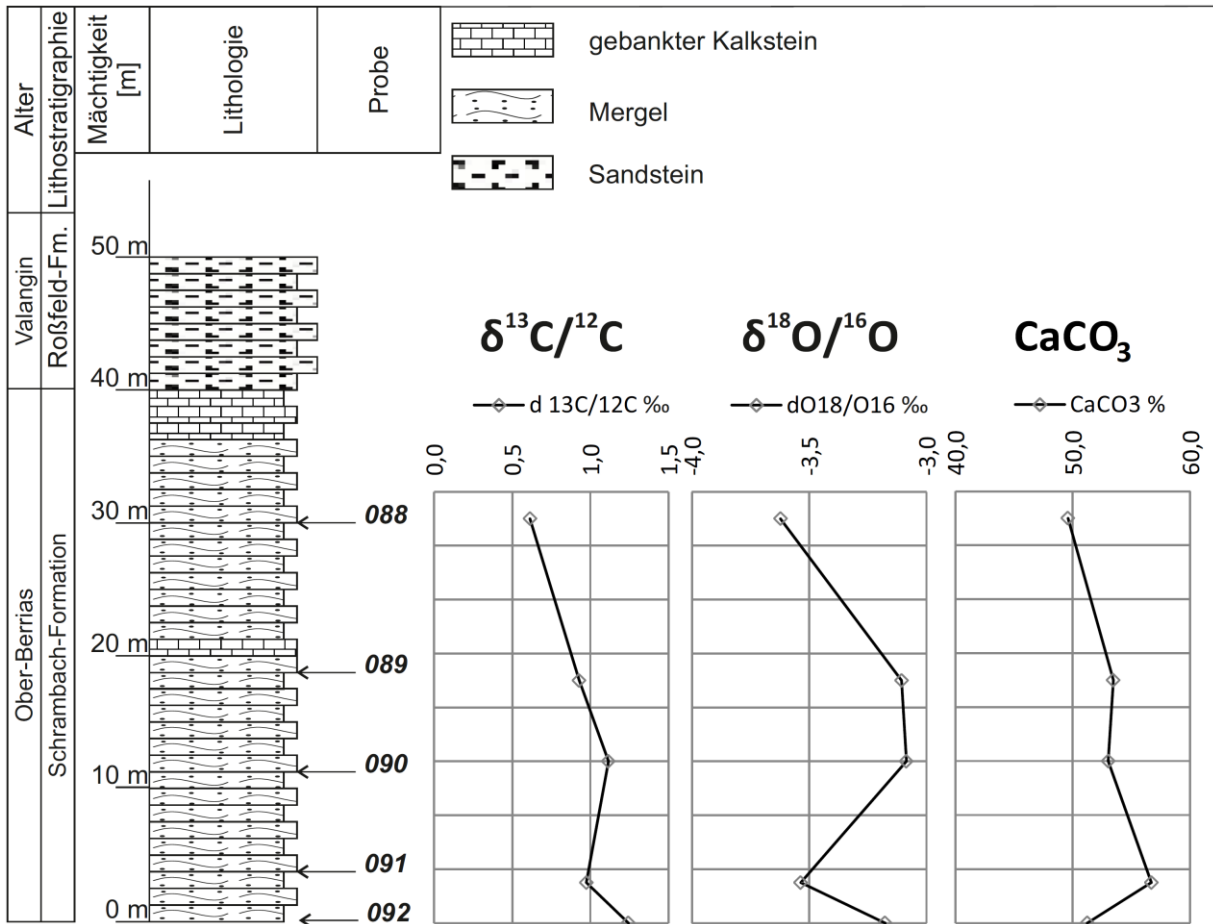 Alter
Lithostratigraphie
Mächtigkeit
[m]
Lithologie
Probe
gebankter Kalkstein
Mergel
Sandstein
Valangin
Roßfeld-Fm.
Ober-Berrias
Schrambach-Formation
50 m
40 m
30 m
20 m
10 m
0 m
088
089
090
091
092
δ¹³C/¹²C
d 13C/12C ‰
0,0
0,5
1,0
1,5
δ¹⁸O/¹⁶O
dO18/O16 ‰
-4,0
-3,5
-3,0
CaCO₃
CaCO3 %
40,0
50,0
60,0